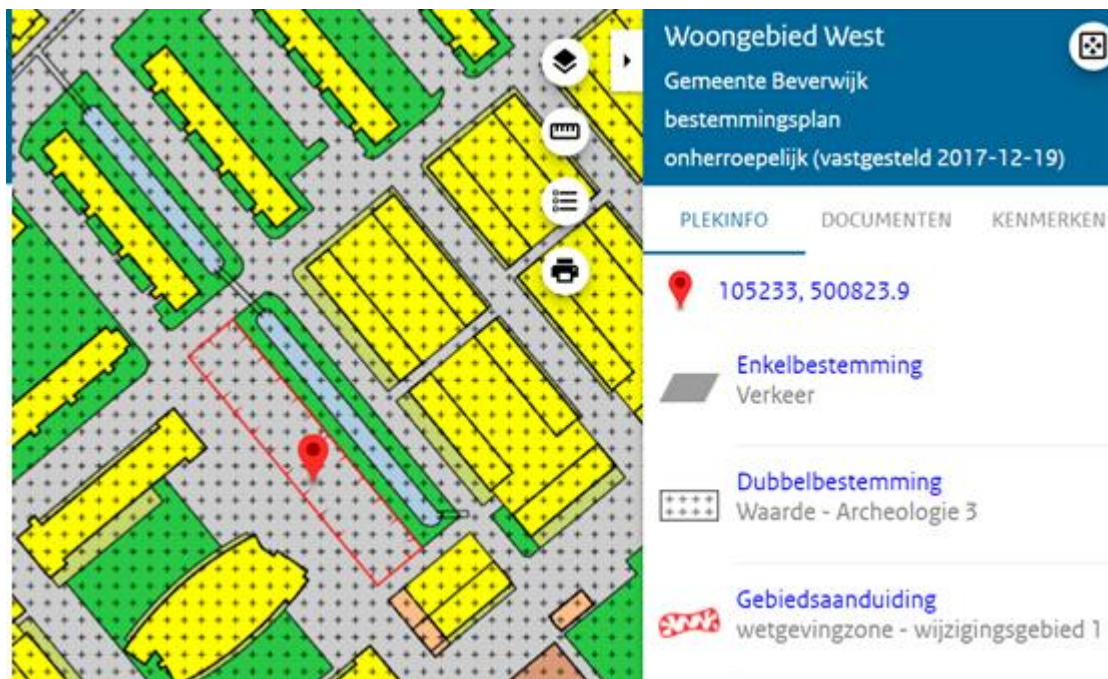 Woongebied West
Gemeente Beverwijk
bestemmingsplan
onherroepelijk (vastgesteld 2017-12-19)
PLEKINFO DOCUMENTEN KENMERKEN
105233, 500823.9
Enkelbestemming
Verkeer
Dubbelbestemming
Waarde - Archeologie 3
Gebiedsaanduiding
wetgevingzone - wijzigingsgebied 1